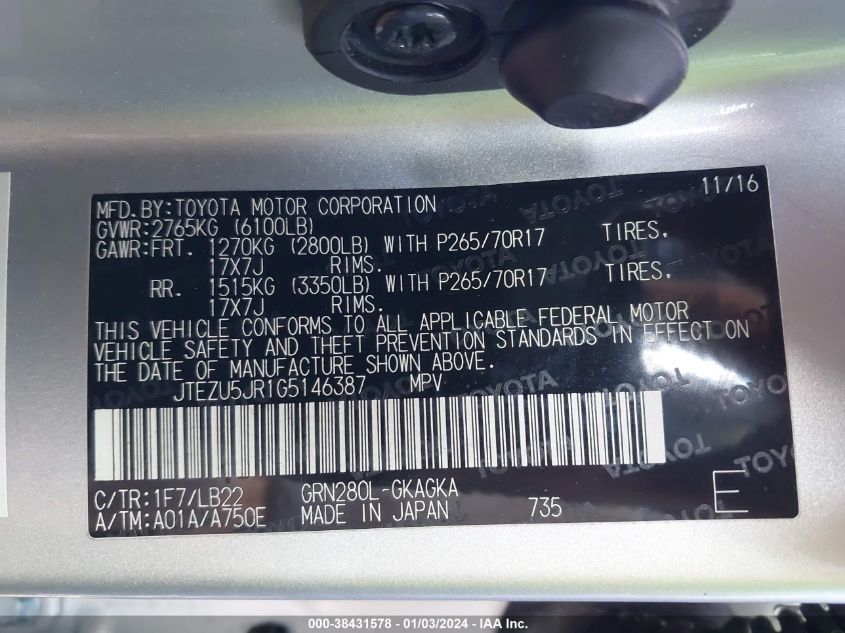 11/16
MFD.BY:TOYOTA MOTOR CORPORATION
GVWR:2765KG (6100LB)
GAWR:FRT. 1270KG (2800LB) WITH P265/70R17 TIRES,
17X7J RIMS.
RR. 1515KG (3350LB) WITH P265/70R17 TIRES,
17X7J RIMS.
THIS VEHICLE CONFORMS TO ALL APPLICABLE FEDERAL MOTOR
VEHICLE SAFETY AND THEFT PREVENTION STANDARDS IN EFFECT ON
THE DATE OF MANUFACTURE SHOWN ABOVE.
JTEZU5JR1G5146387 MPV
C/TR:1F7/LB22 GRN280L-GKAGKA
A/TM:A01A/A750E MADE IN JAPAN 735 E
000-38431578 - 01/03/2024 - IAA Inc.